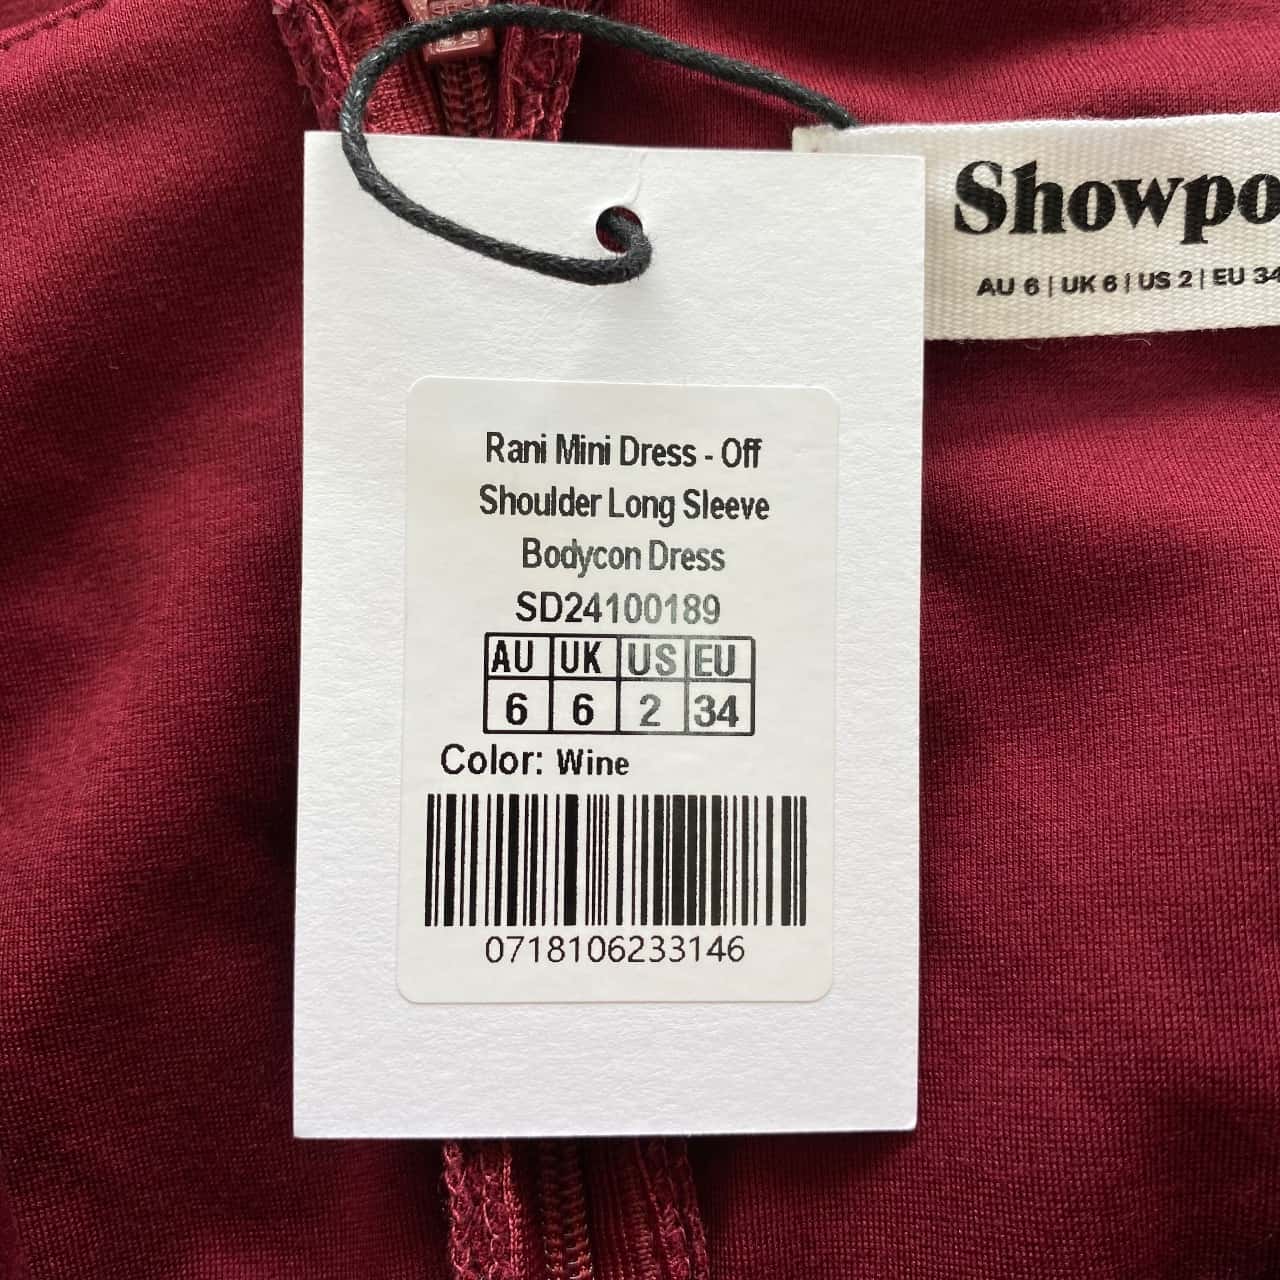 Showpo
AU 6 | UK 6 | US 2 | EU 34
Rani Mini Dress - Off
Shoulder Long Sleeve
Bodycon Dress
SD24100189
AU UK US EU
6 6 2 34
Color: Wine
0718106233146